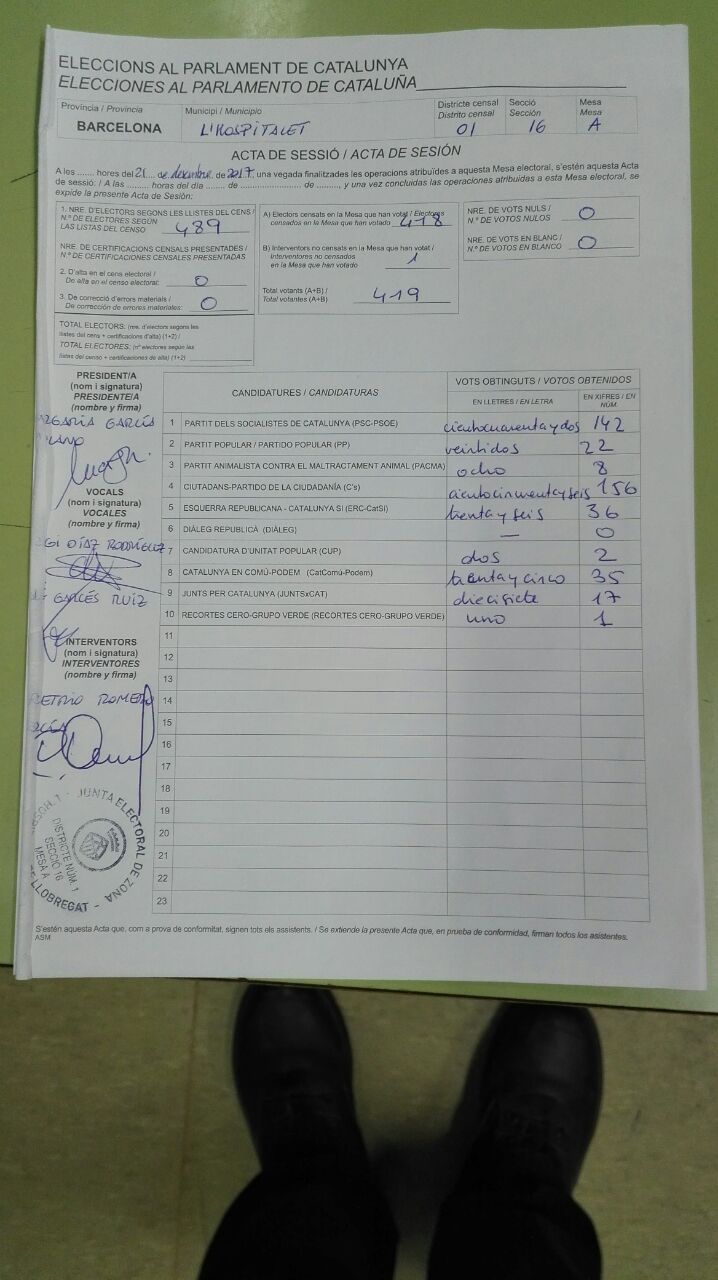 ELECCIONS AL PARLAMENT DE CATALUNYA
ELECCIONES AL PARLAMENTO DE CATALUÑA
Província / Provincia
BARCELONA
Municipi / Municipio
L'HOSPITALET
Districte censal
Distrito censal
01
Secció
Sección
16
Mesa
Mesa
A
ACTA DE SESSIÓ / ACTA DE SESIÓN
A les ....... hores del 21 ... de desembre de 2017, una vegada finalitzades les operacions atribuïdes a aquesta Mesa electoral, s'estén aquesta Acta
de sessió: / A las ........ horas del día ...... de ........................ de .........., y una vez concluidas las operaciones atribuidas a esta Mesa electoral, se
expide la presente Acta de Sesión:
1. NRE. D'ELECTORS SEGONS LES LLISTES DEL CENS /
N.º DE ELECTORES SEGÚN
LAS LISTAS DEL CENSO 489
NRE. DE CERTIFICACIONS CENSALS PRESENTADES /
N.º DE CERTIFICACIONES CENSALES PRESENTADAS
2. D'alta en el cens electoral /
De alta en el censo electoral: 0
3. De correcció d'errors materials /
De corrección de errores materiales: 0
TOTAL ELECTORS: (nre. d'electors segons les
llistes del cens + certificacions d'alta) (1+2) /
TOTAL ELECTORES: (nº electores según las
listas del censo + certificaciones de alta) (1+2)
A) Electors censats en la Mesa que han votat / Electores
censados en la Mesa que han votado 418
B) Interventors no censats en la Mesa que han votat /
Interventores no censados
en la Mesa que han votado 1
Total votants (A+B) /
Total votantes (A+B) 419
NRE. DE VOTS NULS /
N.º DE VOTOS NULOS 0
NRE. DE VOTS EN BLANC /
N.º DE VOTOS EN BLANCO 0
PRESIDENT/A
(nom i signatura)
PRESIDENTE/A
(nombre y firma)
GARCÍA
VOCALS
(nom i signatura)
VOCALES
(nombre y firma)
DÍAZ RODRÍGUEZ
GARCÉS RUIZ
INTERVENTORS
(nom i signatura)
INTERVENTORES
(nombre y firma)
ROMERO
CANDIDATURES / CANDIDATURAS
VOTS OBTINGUTS / VOTOS OBTENIDOS
EN LLETRES / EN LETRA
EN XIFRES / EN NÚM.
1 PARTIT DELS SOCIALISTES DE CATALUNYA (PSC-PSOE) cientocuarentaydos 142
2 PARTIT POPULAR / PARTIDO POPULAR (PP) veintidos 22
3 PARTIT ANIMALISTA CONTRA EL MALTRACTAMENT ANIMAL (PACMA) ocho 8
4 CIUTADANS-PARTIDO DE LA CIUDADANÍA (C's) cientocincuentayseis 156
5 ESQUERRA REPUBLICANA - CATALUNYA SÍ (ERC-CatSí) treinta y seis 36
6 DIÀLEG REPUBLICÀ (DIÀLEG) — 0
7 CANDIDATURA D'UNITAT POPULAR (CUP) dos 2
8 CATALUNYA EN COMÚ-PODEM (CatComú-Podem) treinta y cinco 35
9 JUNTS PER CATALUNYA (JUNTSxCAT) diecisiete 17
10 RECORTES CERO-GRUPO VERDE (RECORTES CERO-GRUPO VERDE) uno 1
11
12
13
14
15
16
17
18
19
20
21
22
23
JUNTA ELECTORAL DE ZONA
LLOBREGAT
DISTRICTE NÚM. 1
SECCIÓ 16
MESA A
S'estén aquesta Acta que, com a prova de conformitat, signen tots els assistents. / Se extiende la presente Acta que, en prueba de conformidad, firman todos los asistentes.
ASM